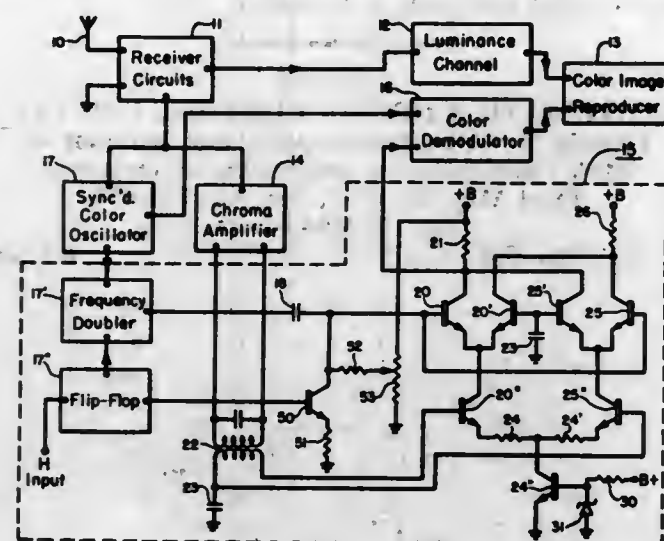 11
12
13
10
Receiver
Circuits
Luminance
Channel
Color Image
Reproducer
16
Color
Demodulator
17
14
15
Sync'd.
Color
Oscillator
Chroma
Amplifier
+B
+B
26
21
17'
Frequency
Doubler
18
20
20'
25'
25
23
52
53
17"
Flip-Flop
50
51
20"
25"
24
24'
22
H
Input
23
24"
B+
30
31